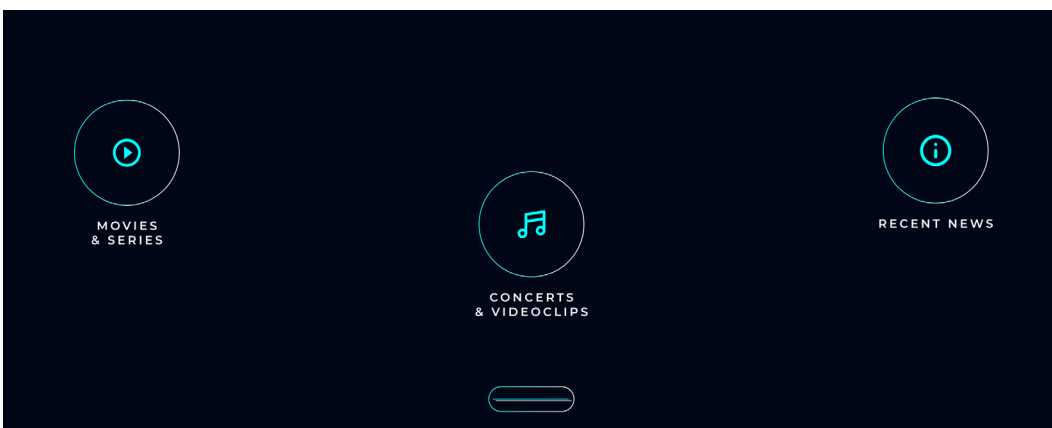 MOVIES
& SERIES
CONCERTS
& VIDEOCLIPS
RECENT NEWS